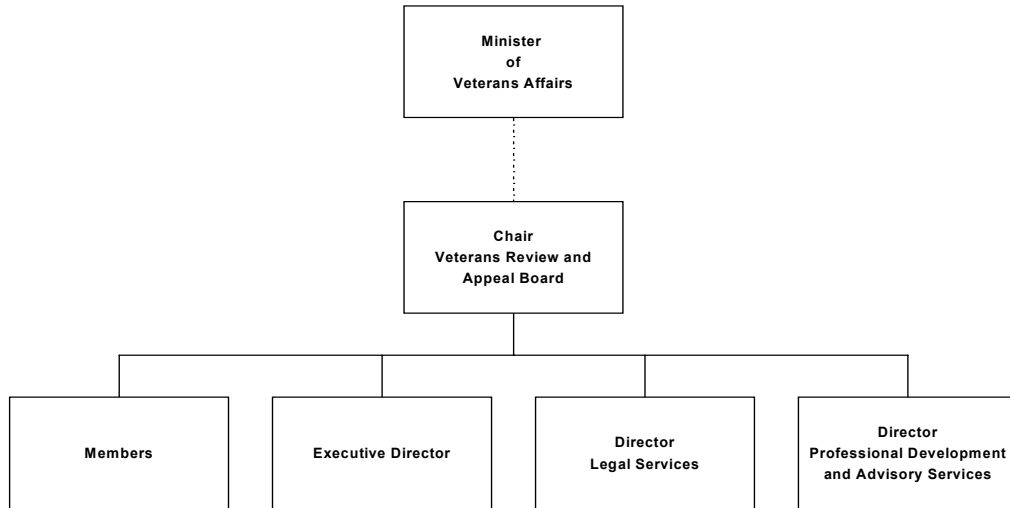 Minister
of
Veterans Affairs
Chair
Veterans Review and
Appeal Board
Members
Executive Director
Director
Legal Services
Director
Professional Development
and Advisory Services